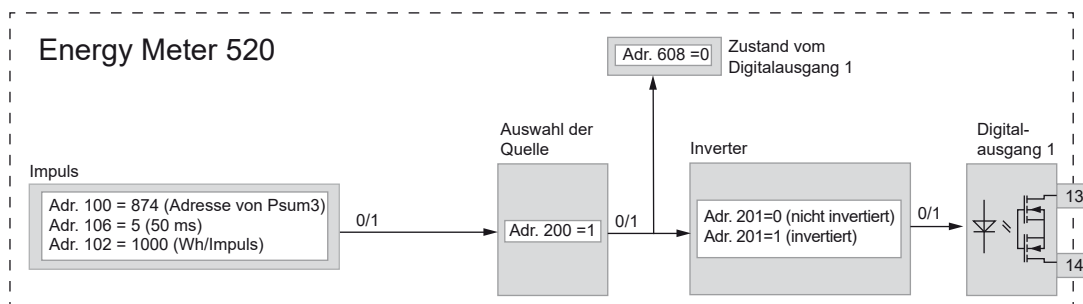 Energy Meter 520
Adr. 608 =0
Zustand vom
Digitalausgang 1
Impuls
Adr. 100 = 874 (Adresse von Psum3)
Adr. 106 = 5 (50 ms)
Adr. 102 = 1000 (Wh/Impuls)
0/1
Auswahl der
Quelle
Adr. 200 =1
0/1
Inverter
Adr. 201=0 (nicht invertiert)
Adr. 201=1 (invertiert)
0/1
Digital-
ausgang 1
13
14